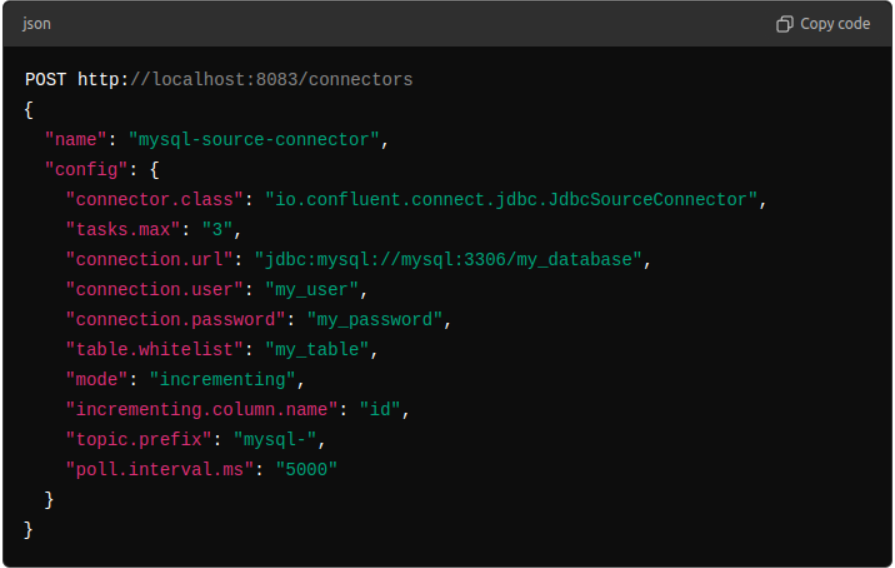 json
Copy code
POST http://localhost:8083/connectors
{
  "name": "mysql-source-connector",
  "config": {
    "connector.class": "io.confluent.connect.jdbc.JdbcSourceConnector",
    "tasks.max": "3",
    "connection.url": "jdbc:mysql://mysql:3306/my_database",
    "connection.user": "my_user",
    "connection.password": "my_password",
    "table.whitelist": "my_table",
    "mode": "incrementing",
    "incrementing.column.name": "id",
    "topic.prefix": "mysql-",
    "poll.interval.ms": "5000"
  }
}